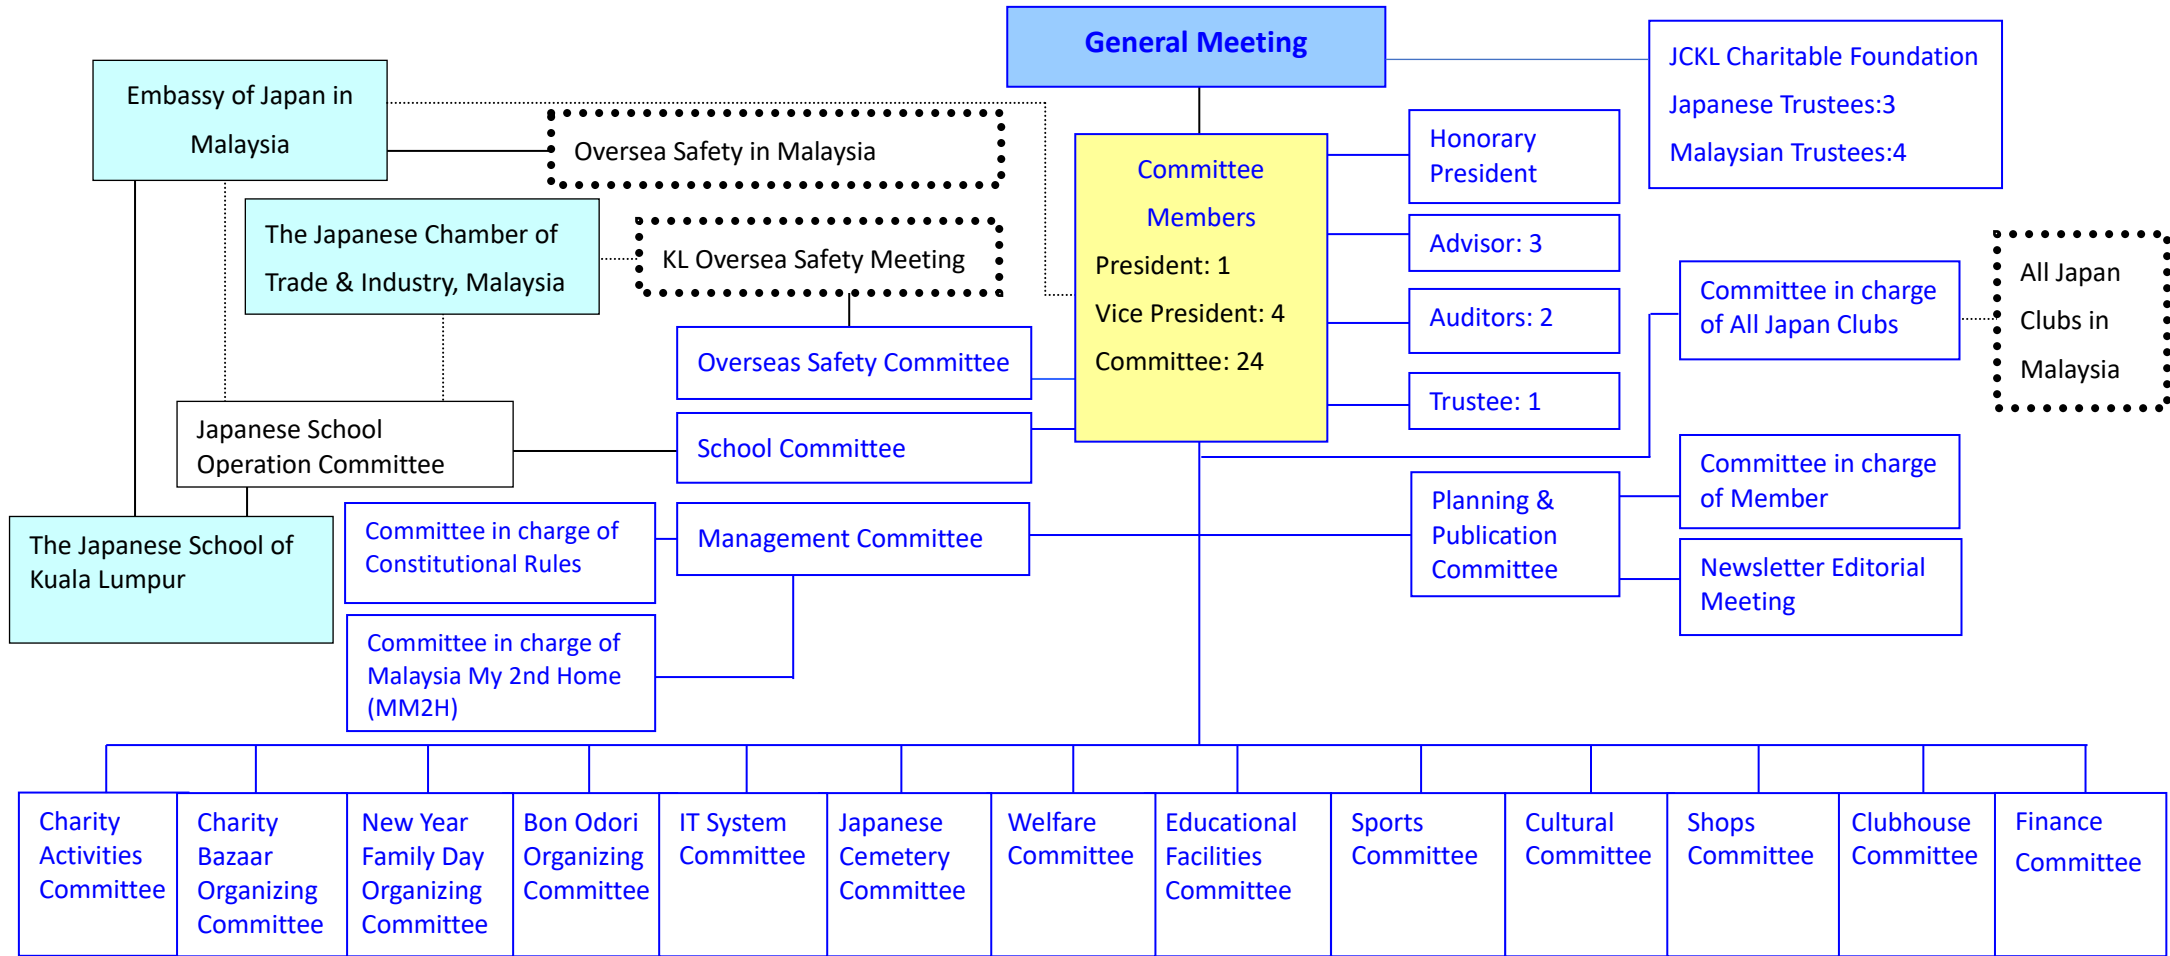 General Meeting
JCKL Charitable Foundation
Japanese Trustees:3
Malaysian Trustees:4
Embassy of Japan in
Malaysia
Oversea Safety in Malaysia
The Japanese Chamber of
Trade & Industry, Malaysia
KL Oversea Safety Meeting
Committee
Members
President: 1
Vice President: 4
Committee: 24
Honorary
President
Advisor: 3
Auditors: 2
Trustee: 1
Committee in charge
of All Japan Clubs
All Japan
Clubs in
Malaysia
Overseas Safety Committee
School Committee
Japanese School
Operation Committee
The Japanese School of
Kuala Lumpur
Committee in charge of
Constitutional Rules
Management Committee
Planning &
Publication
Committee
Committee in charge
of Member
Newsletter Editorial
Meeting
Committee in charge of
Malaysia My 2nd Home
(MM2H)
Charity
Activities
Committee
Charity
Bazaar
Organizing
Committee
New Year
Family Day
Organizing
Committee
Bon Odori
Organizing
Committee
IT System
Committee
Japanese
Cemetery
Committee
Welfare
Committee
Educational
Facilities
Committee
Sports
Committee
Cultural
Committee
Shops
Committee
Clubhouse
Committee
Finance
Committee